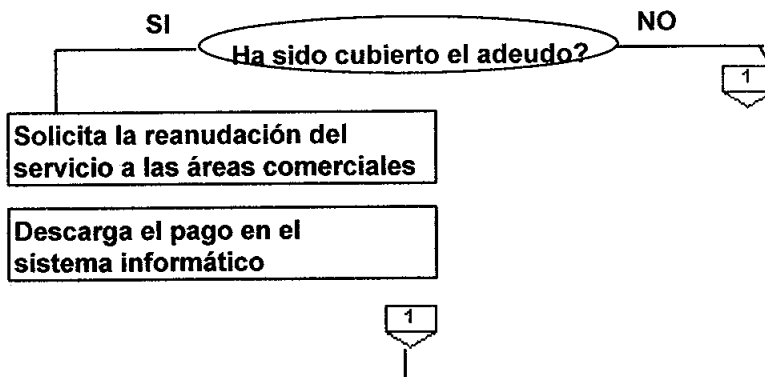 SI
NO
Ha sido cubierto el adeudo?
1
Solicita la reanudación del
servicio a las áreas comerciales
Descarga el pago en el
sistema informático
1